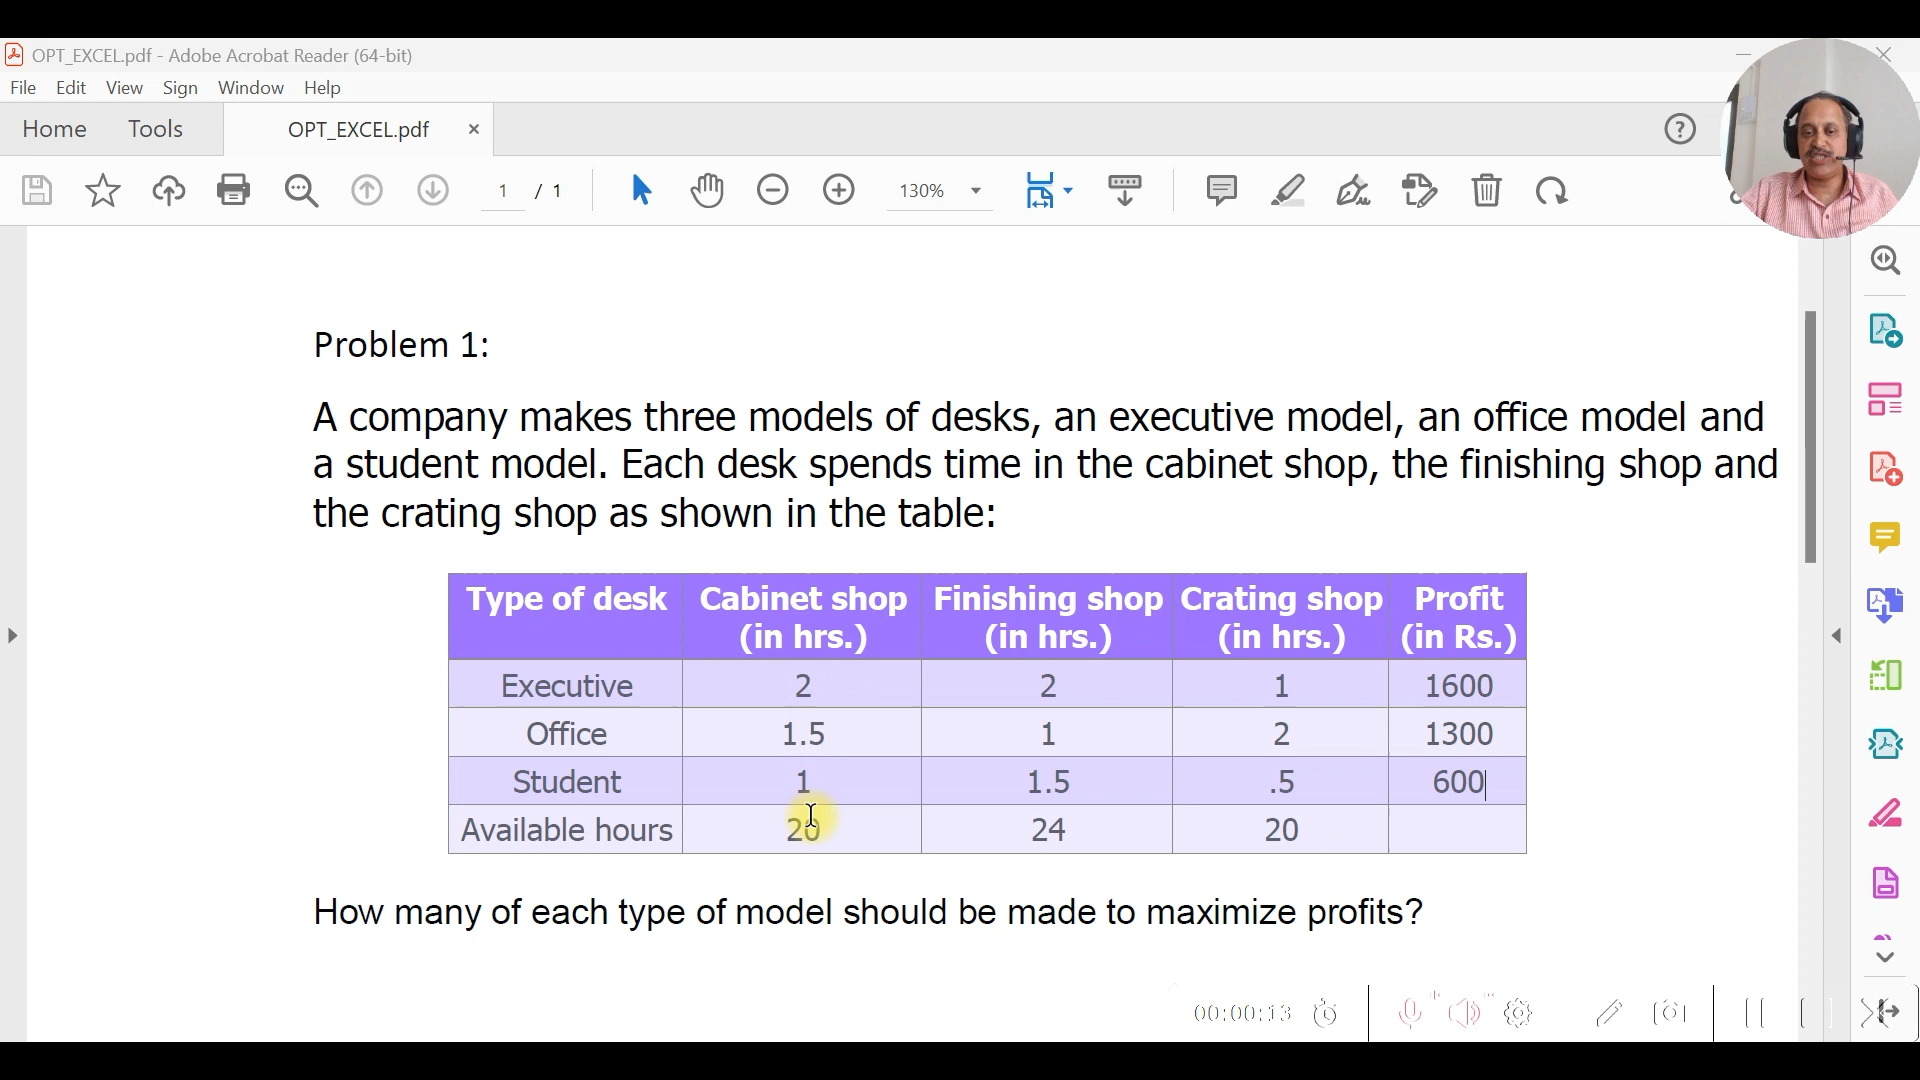 OPT_EXCEL.pdf - Adobe Acrobat Reader (64-bit)
File Edit View Sign Window Help
Home Tools OPT_EXCEL.pdf
1 / 1 130%
Problem 1:
A company makes three models of desks, an executive model, an office model and
a student model. Each desk spends time in the cabinet shop, the finishing shop and
the crating shop as shown in the table:
Type of desk Cabinet shop (in hrs.) Finishing shop (in hrs.) Crating shop (in hrs.) Profit (in Rs.)
Executive 2 2 1 1600
Office 1.5 1 2 1300
Student 1 1.5 .5 600
Available hours 20 24 20
How many of each type of model should be made to maximize profits?
00:00:13